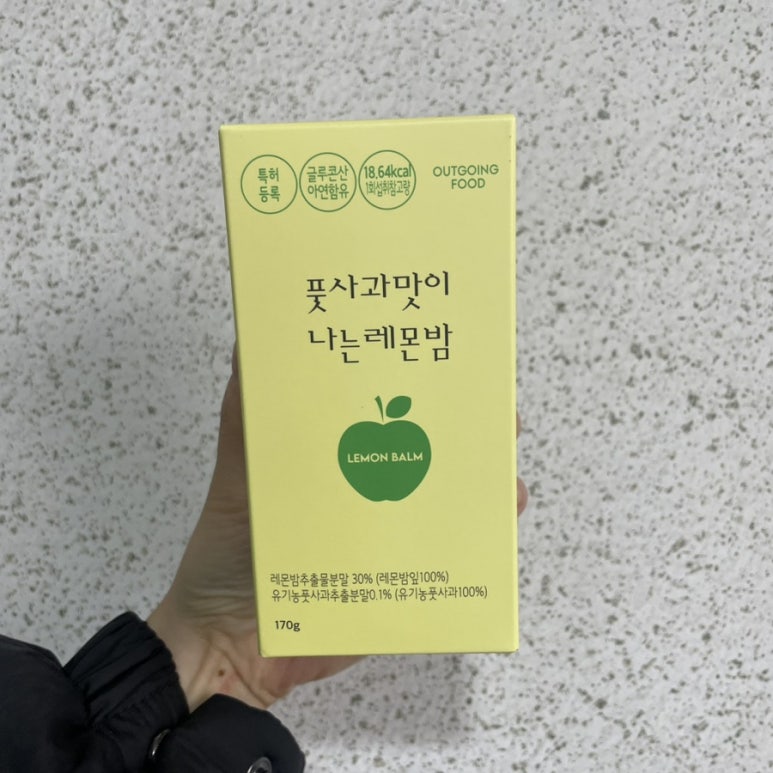 특허
등록
글루콘산
아연함유
18.64kcal
1회섭취참고량
OUTGOING
FOOD
풋사과맛이
나는레몬밤
LEMON BALM
레몬밤추출물분말 30% (레몬밤잎100%)
유기농풋사과추출분말0.1% (유기농풋사과100%)
170g